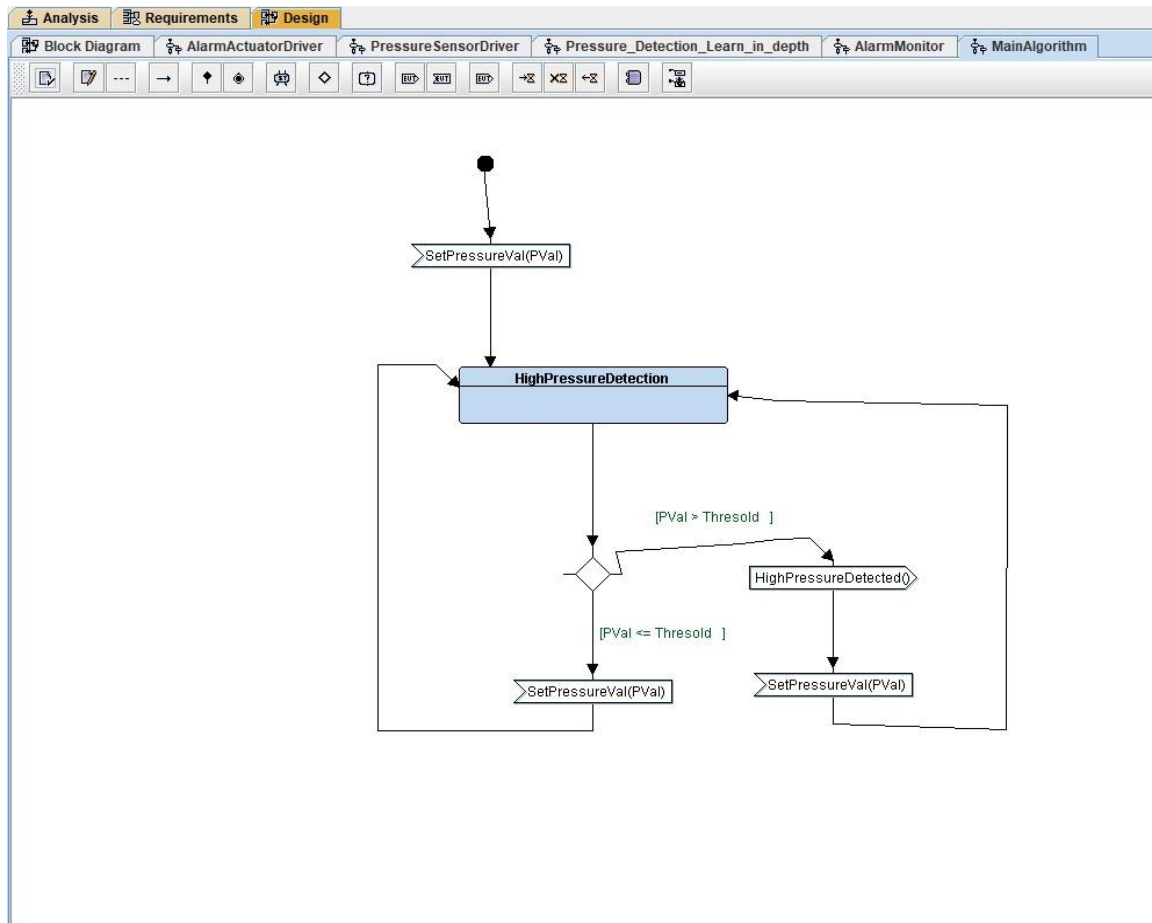 Analysis Requirements Design
Block Diagram AlarmActuatorDriver PressureSensorDriver Pressure_Detection_Learn_in_depth AlarmMonitor MainAlgorithm
SetPressureVal(PVal)
HighPressureDetection
[PVal > Thresold ]
HighPressureDetected()
[PVal <= Thresold ]
SetPressureVal(PVal)
SetPressureVal(PVal)